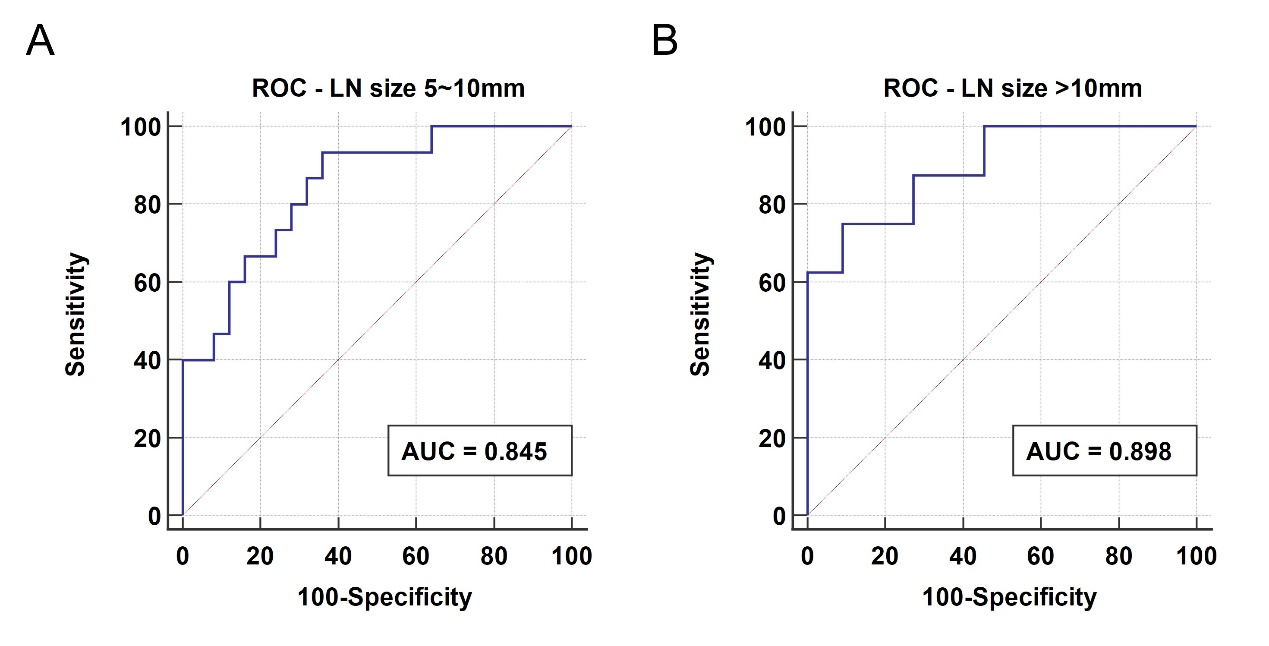 A
ROC - LN size 5~10mm
100
80
60
40
20
0
Sensitivity
AUC = 0.845
0 20 40 60 80 100
100-Specificity
B
ROC - LN size >10mm
100
80
60
40
20
0
Sensitivity
AUC = 0.898
0 20 40 60 80 100
100-Specificity